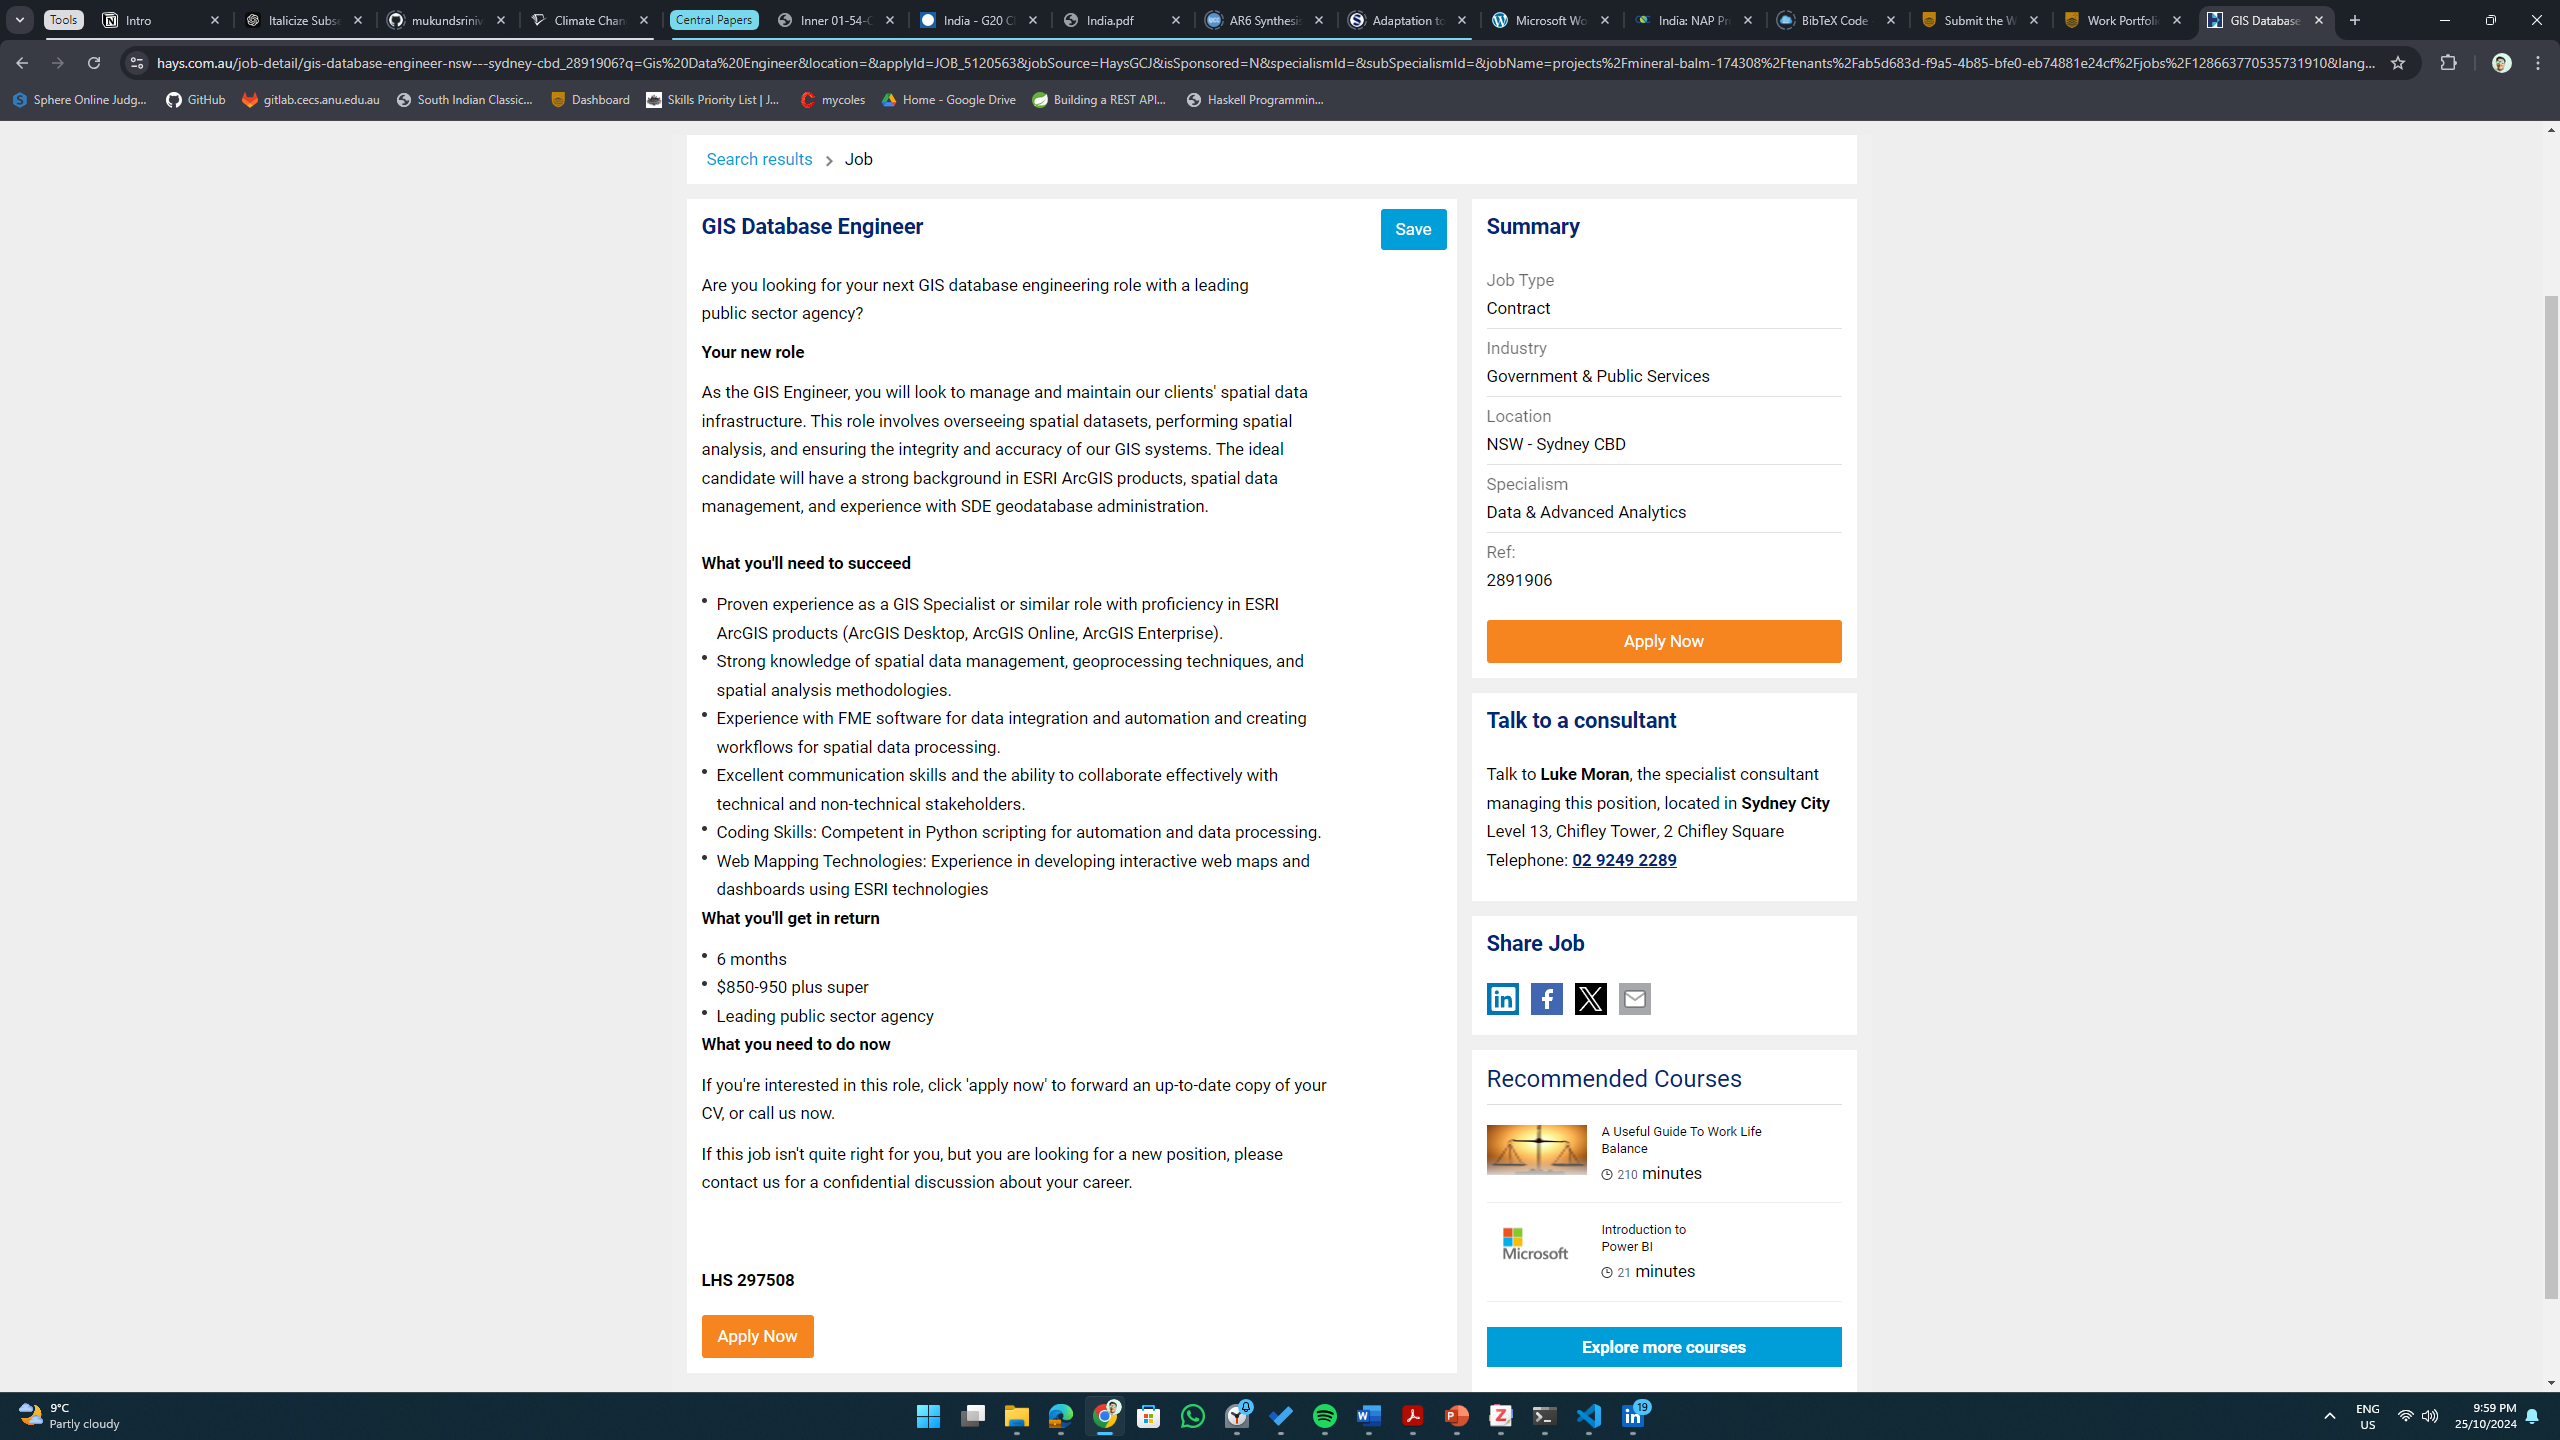 Tools
Intro
Italicize Subse
mukundsriniv
Climate Chan
Central Papers
Inner 01-54-C
India - G20 Cl
India.pdf
AR6 Synthesis
Adaptation to
Microsoft Wo
India: NAP Pr
BibTeX Code
Submit the W
Work Portfolio
GIS Database
hays.com.au/job-detail/gis-database-engineer-nsw---sydney-cbd_2891906?q=Gis%20Data%20Engineer&location=&applyId=JOB_5120563&jobSource=HaysGCJ&isSponsored=N&specialismId=&subSpecialismId=&jobName=projects%2Fmineral-balm-174308%2Ftenants%2Fab5d683d-f9a5-4b85-bfe0-eb74881e24cf%2Fjobs%2F128663770535731910&lang...
Sphere Online Judg...
GitHub
gitlab.cecs.anu.edu.au
South Indian Classic...
Dashboard
Skills Priority List | J...
mycoles
Home - Google Drive
Building a REST API...
Haskell Programmin...
Search results > Job
GIS Database Engineer
Save
Are you looking for your next GIS database engineering role with a leading
public sector agency?
Your new role
As the GIS Engineer, you will look to manage and maintain our clients' spatial data
infrastructure. This role involves overseeing spatial datasets, performing spatial
analysis, and ensuring the integrity and accuracy of our GIS systems. The ideal
candidate will have a strong background in ESRI ArcGIS products, spatial data
management, and experience with SDE geodatabase administration.
What you'll need to succeed
• Proven experience as a GIS Specialist or similar role with proficiency in ESRI
ArcGIS products (ArcGIS Desktop, ArcGIS Online, ArcGIS Enterprise).
• Strong knowledge of spatial data management, geoprocessing techniques, and
spatial analysis methodologies.
• Experience with FME software for data integration and automation and creating
workflows for spatial data processing.
• Excellent communication skills and the ability to collaborate effectively with
technical and non-technical stakeholders.
• Coding Skills: Competent in Python scripting for automation and data processing.
• Web Mapping Technologies: Experience in developing interactive web maps and
dashboards using ESRI technologies
What you'll get in return
• 6 months
• $850-950 plus super
• Leading public sector agency
What you need to do now
If you're interested in this role, click 'apply now' to forward an up-to-date copy of your
CV, or call us now.
If this job isn't quite right for you, but you are looking for a new position, please
contact us for a confidential discussion about your career.
LHS 297508
Apply Now
Summary
Job Type
Contract
Industry
Government & Public Services
Location
NSW - Sydney CBD
Specialism
Data & Advanced Analytics
Ref:
2891906
Apply Now
Talk to a consultant
Talk to Luke Moran, the specialist consultant
managing this position, located in Sydney City
Level 13, Chifley Tower, 2 Chifley Square
Telephone: 02 9249 2289
Share Job
Recommended Courses
A Useful Guide To Work Life
Balance
210 minutes
Microsoft
Introduction to
Power BI
21 minutes
Explore more courses
9°C
Partly cloudy
19
ENG
US
9:59 PM
25/10/2024